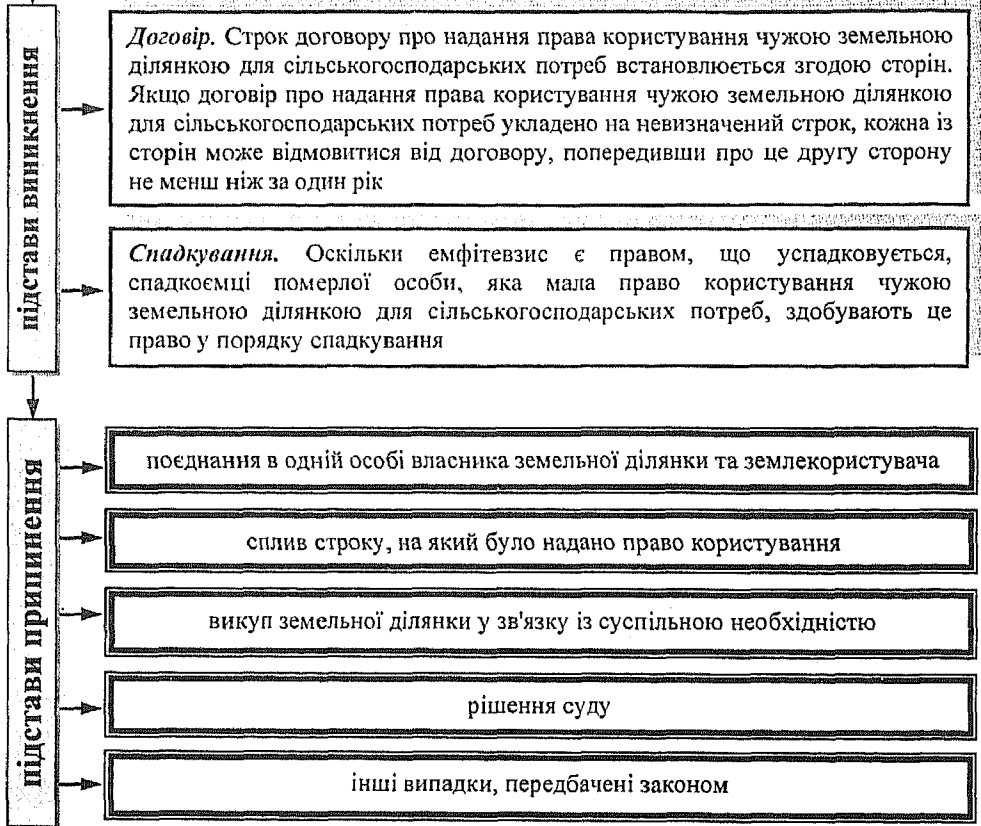 підстави виникнення
Договір. Строк договору про надання права користування чужою земельною
ділянкою для сільськогосподарських потреб встановлюється згодою сторін.
Якщо договір про надання права користування чужою земельною ділянкою
для сільськогосподарських потреб укладено на невизначений строк, кожна із
сторін може відмовитися від договору, попередивши про це другу сторону
не менш ніж за один рік
Спадкування. Оскільки емфітевзис є правом, що успадковується,
спадкоємці померлої особи, яка мала право користування чужою
земельною ділянкою для сільськогосподарських потреб, здобувають це
право у порядку спадкування
підстави припинення
поєднання в одній особі власника земельної ділянки та землекористувача
сплив строку, на який було надано право користування
викуп земельної ділянки у зв'язку із суспільною необхідністю
рішення суду
інші випадки, передбачені законом